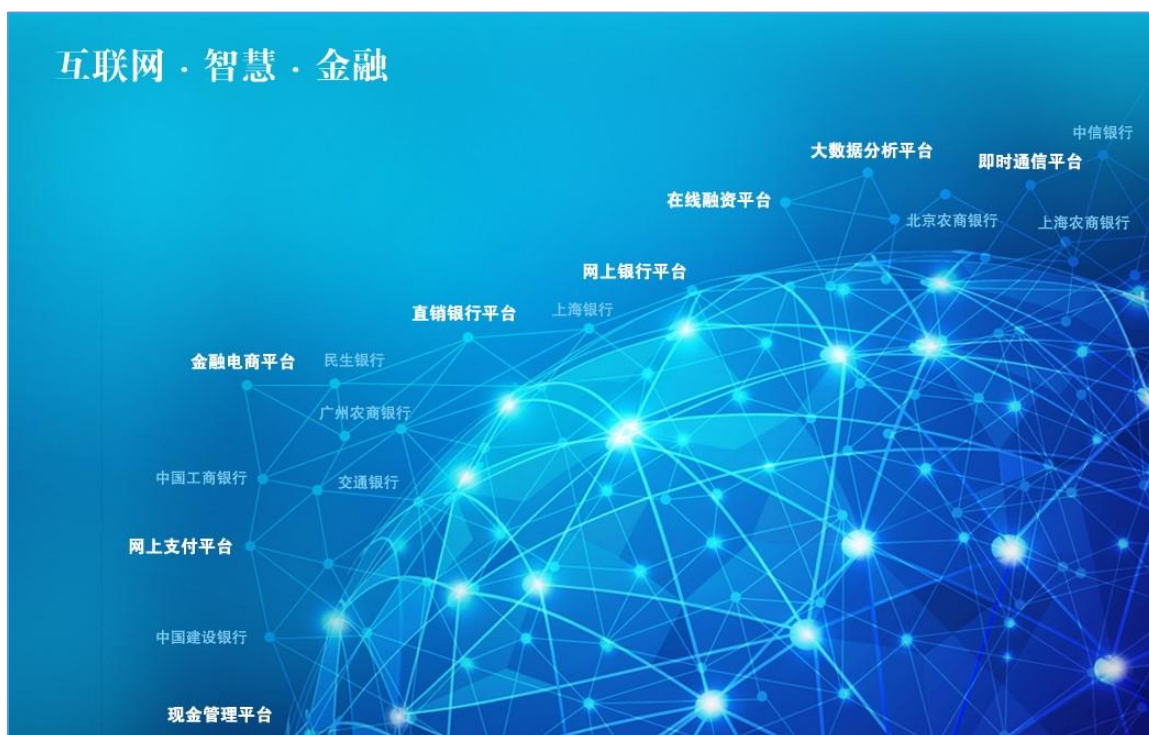 互联网 · 智慧 · 金融
中信银行
大数据分析平台
即时通信平台
在线融资平台
北京农商银行
上海农商银行
网上银行平台
上海银行
直销银行平台
金融电商平台
民生银行
广州农商银行
中国工商银行
交通银行
网上支付平台
中国建设银行
现金管理平台